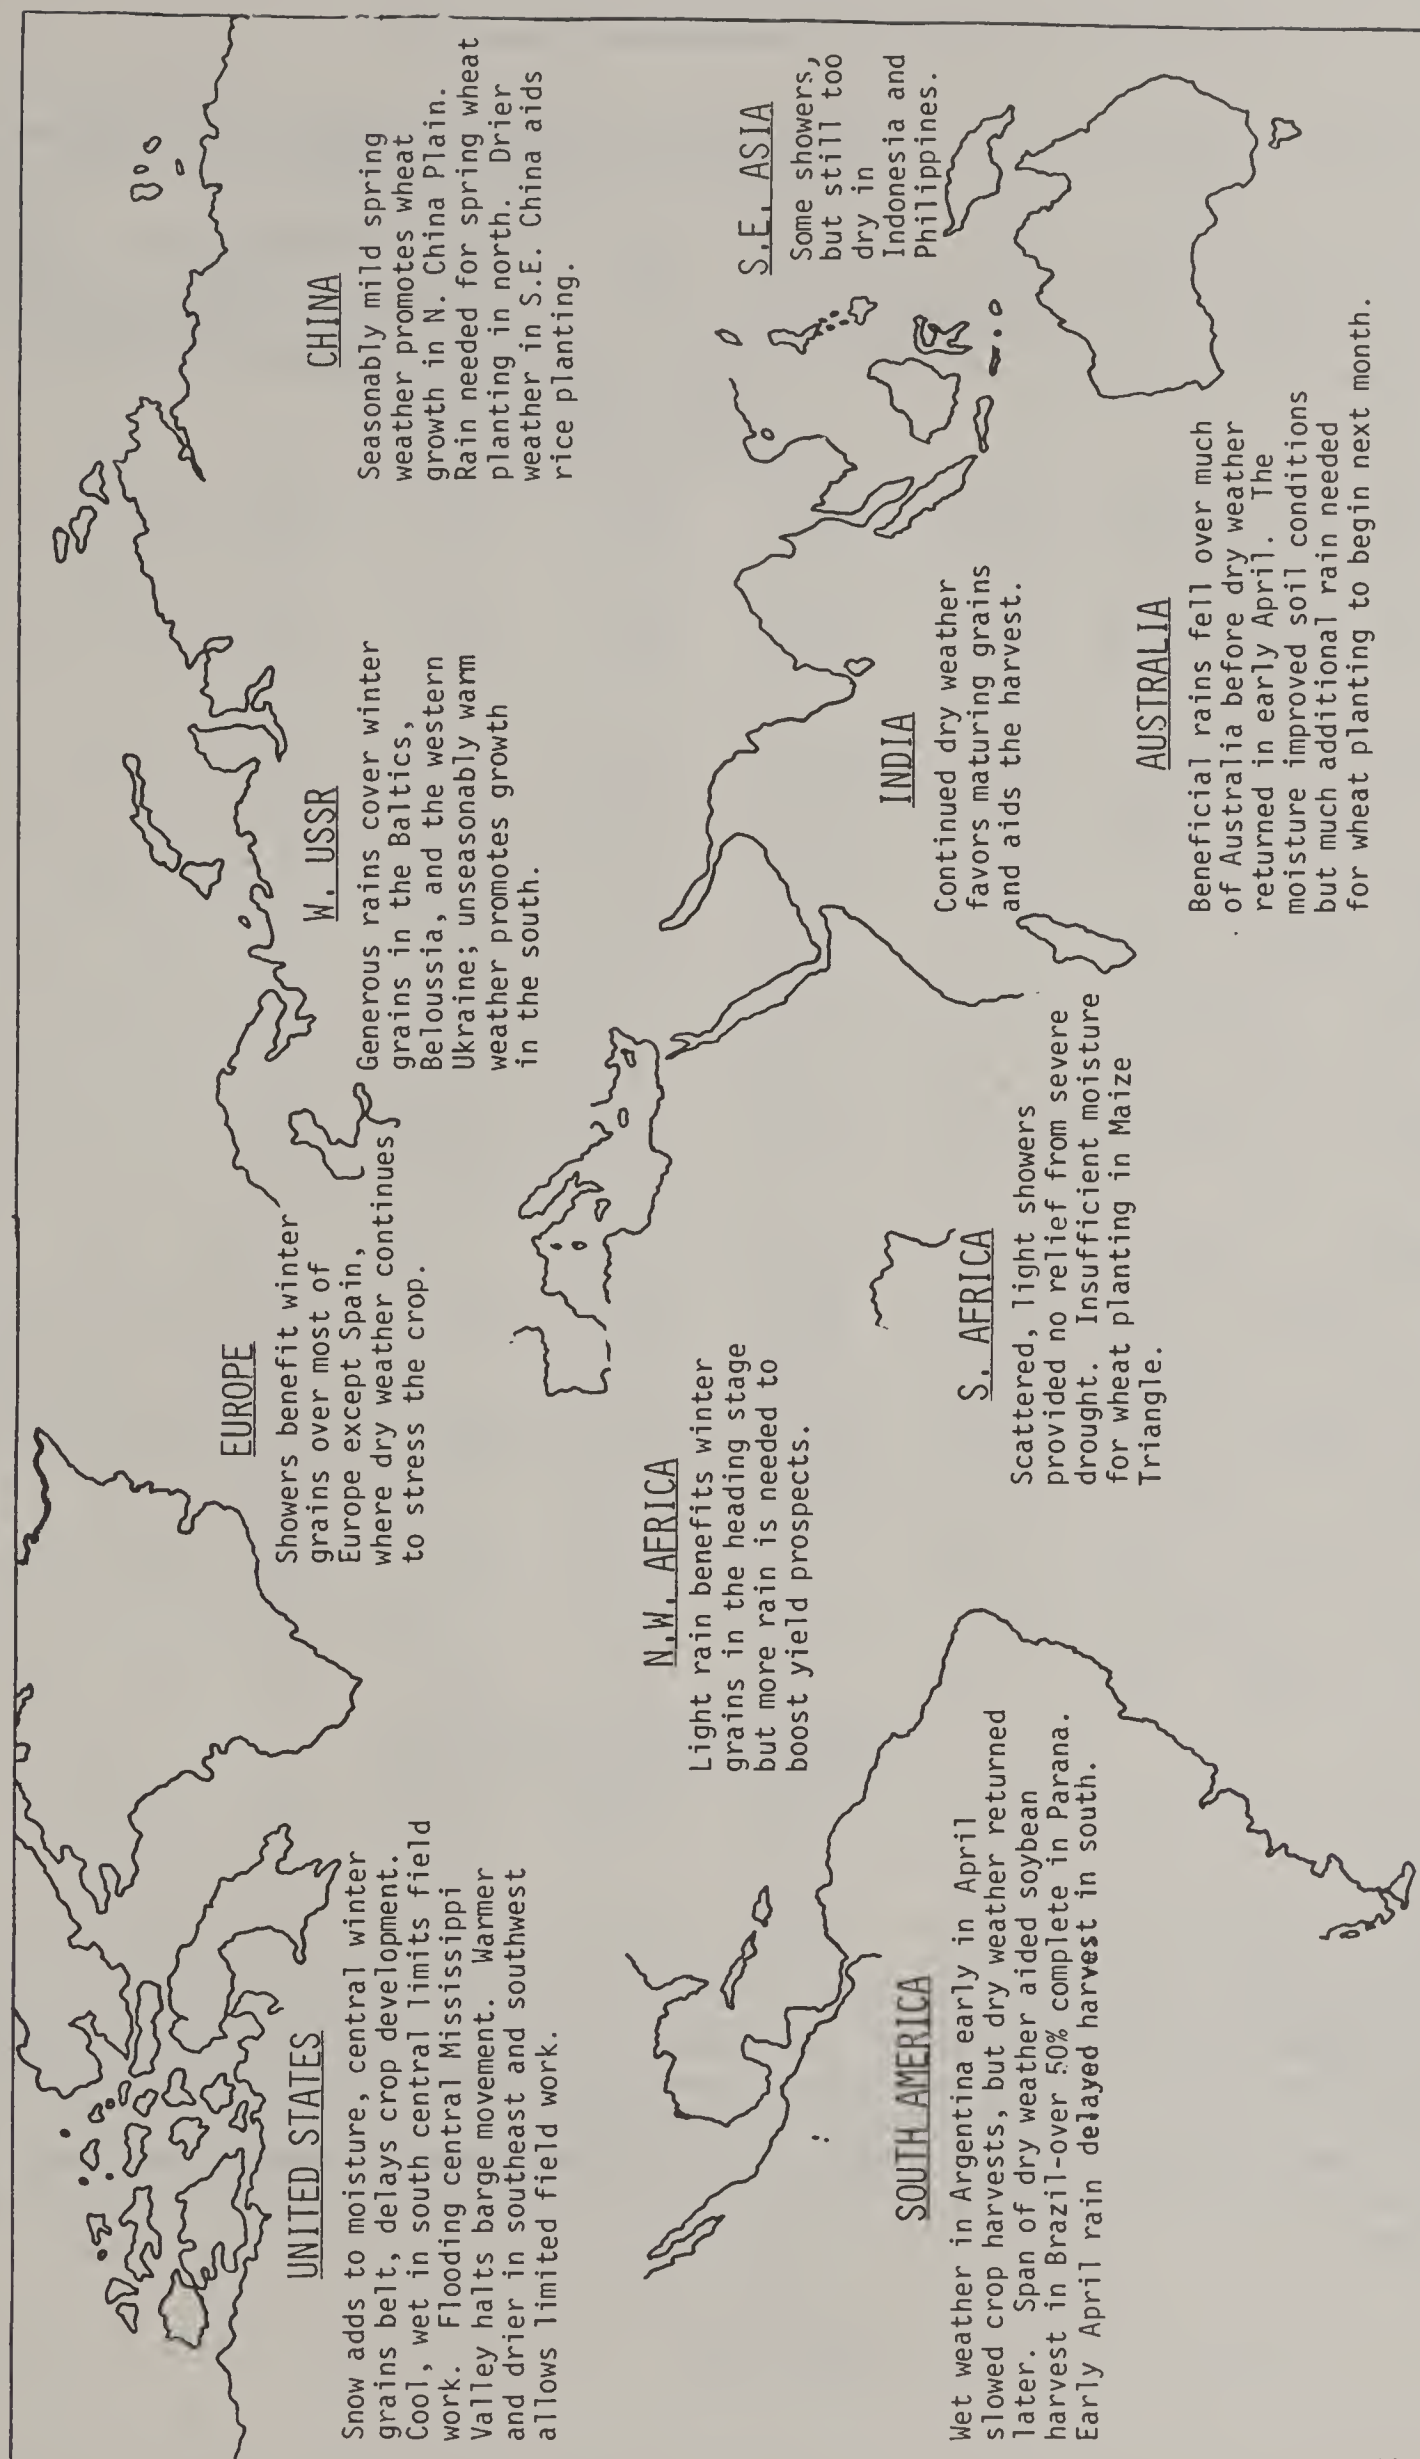 UNITED STATES
Snow adds to moisture, central winter
grains belt, delays crop development.
Cool, wet in south central limits field
work.  Flooding central Mississippi
Valley halts barge movement.  Warmer
and drier in southeast and southwest
allows limited field work.
EUROPE
Showers benefit winter
grains over most of
Europe except Spain,
where dry weather continues
to stress the crop.
W. USSR
Generous rains cover winter
grains in the Baltics,
Beloussia, and the western
Ukraine; unseasonably warm
weather promotes growth
in the south.
CHINA
Seasonably mild spring
weather promotes wheat
growth in N. China Plain.
Rain needed for spring wheat
planting in north.  Drier
weather in S.E. China aids
rice planting.
N.W. AFRICA
Light rain benefits winter
grains in the heading stage
but more rain is needed to
boost yield prospects.
S.E. ASIA
Some showers,
but still too
dry in
Indonesia and
Philippines.
SOUTH AMERICA
Wet weather in Argentina early in April
slowed crop harvests, but dry weather returned
later.  Span of dry weather aided soybean
harvest in Brazil-over 50% complete in Parana.
Early April rain delayed harvest in south.
S. AFRICA
Scattered, light showers
provided no relief from severe
drought.  Insufficient moisture
for wheat planting in Maize
Triangle.
INDIA
Continued dry weather
favors maturing grains
and aids the harvest.
AUSTRALIA
Beneficial rains fell over much
of Australia before dry weather
returned in early April.  The
moisture improved soil conditions
but much additional rain needed
for wheat planting to begin next month.